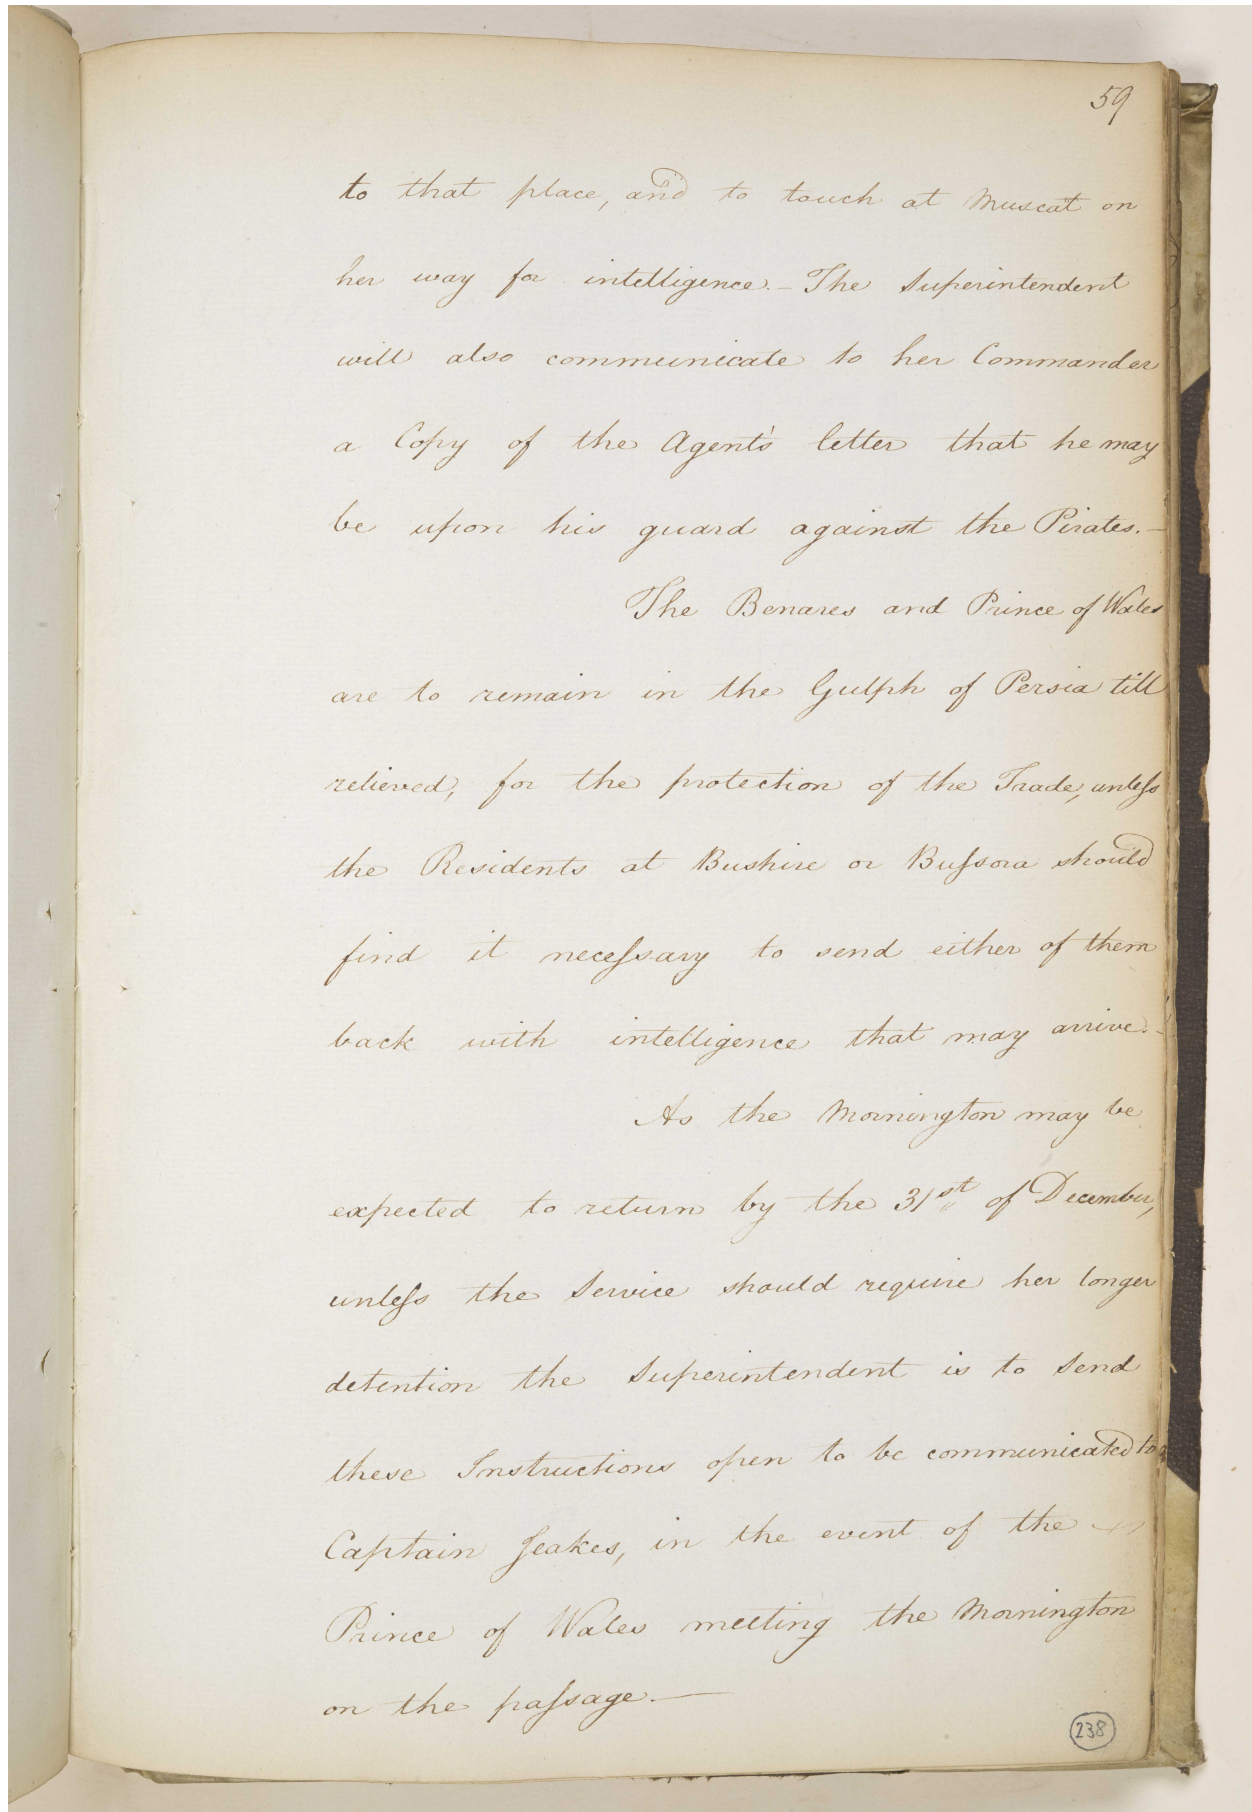 59
to that place, and to touch at Muscat on
her way for intelligence. – The Superintendent
will also communicate to her Commander
a Copy of the Agent's letter that he may
be upon his guard against the Pirates. –
The Benares and Prince of Wales
are to remain in the Gulph of Persia till
relieved, for the protection of the Trade, unleſs
the Residents at Bushire or Buſsora should
find it neceſsary to send either of them
back with intelligence that may arrive. –
As the Mornington may be
expected to return by the 31st of December,
unleſs the Service should require her longer
detention the Superintendent is to Send
these Instructions open to be communicated to
Captain Seakes, in the event of the
Prince of Wales meeting the Mornington
on the paſsage. —
238